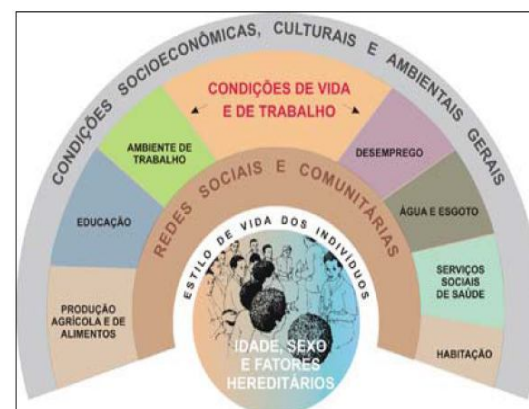 CONDIÇÕES SOCIOECONÔMICAS, CULTURAIS E AMBIENTAIS GERAIS
CONDIÇÕES DE VIDA
E DE TRABALHO
AMBIENTE DE
TRABALHO
DESEMPREGO
REDES SOCIAIS E COMUNITÁRIAS
EDUCAÇÃO
ÁGUA E ESGOTO
ESTILO DE VIDA DOS INDIVÍDUOS
SERVIÇOS
SOCIAIS
DE SAÚDE
PRODUÇÃO
AGRÍCOLA E DE
ALIMENTOS
HABITAÇÃO
IDADE, SEXO
E FATORES
HEREDITÁRIOS